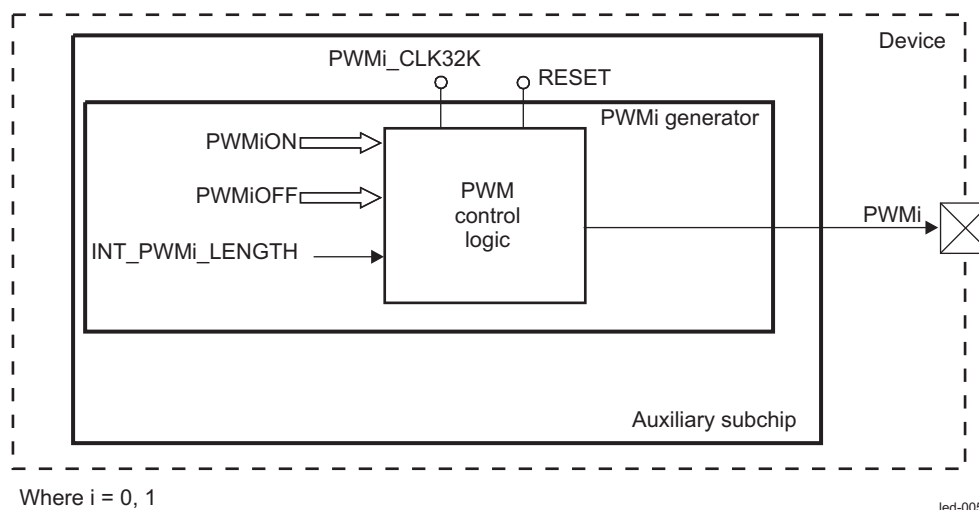 Device
PWMi_CLK32K
RESET
PWMi generator
PWMiON
PWMiOFF
INT_PWMi_LENGTH
PWM
control
logic
PWMi
Auxiliary subchip
Where i = 0, 1